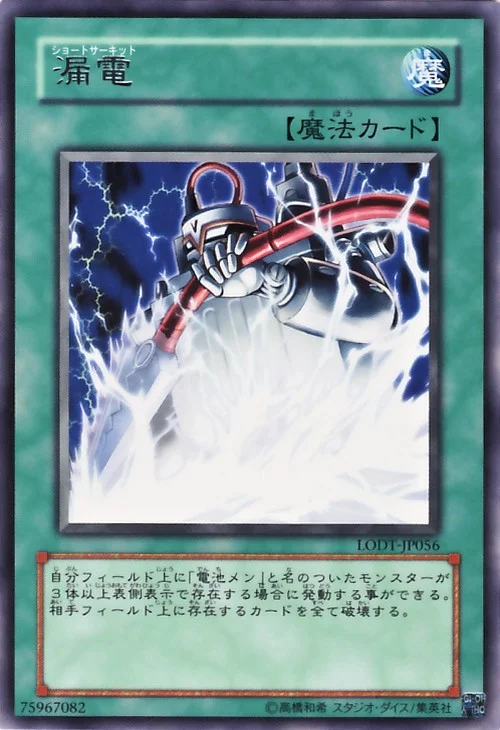 ショートサーキット
漏電
魔
【魔法カード】
LODT-JP056
自分フィールド上に「電池メン」と名のついたモンスターが
3体以上表側表示で存在する場合に発動する事ができる。
相手フィールド上に存在するカードを全て破壊する。
75967082
©高橋和希 スタジオ・ダイス/集英社